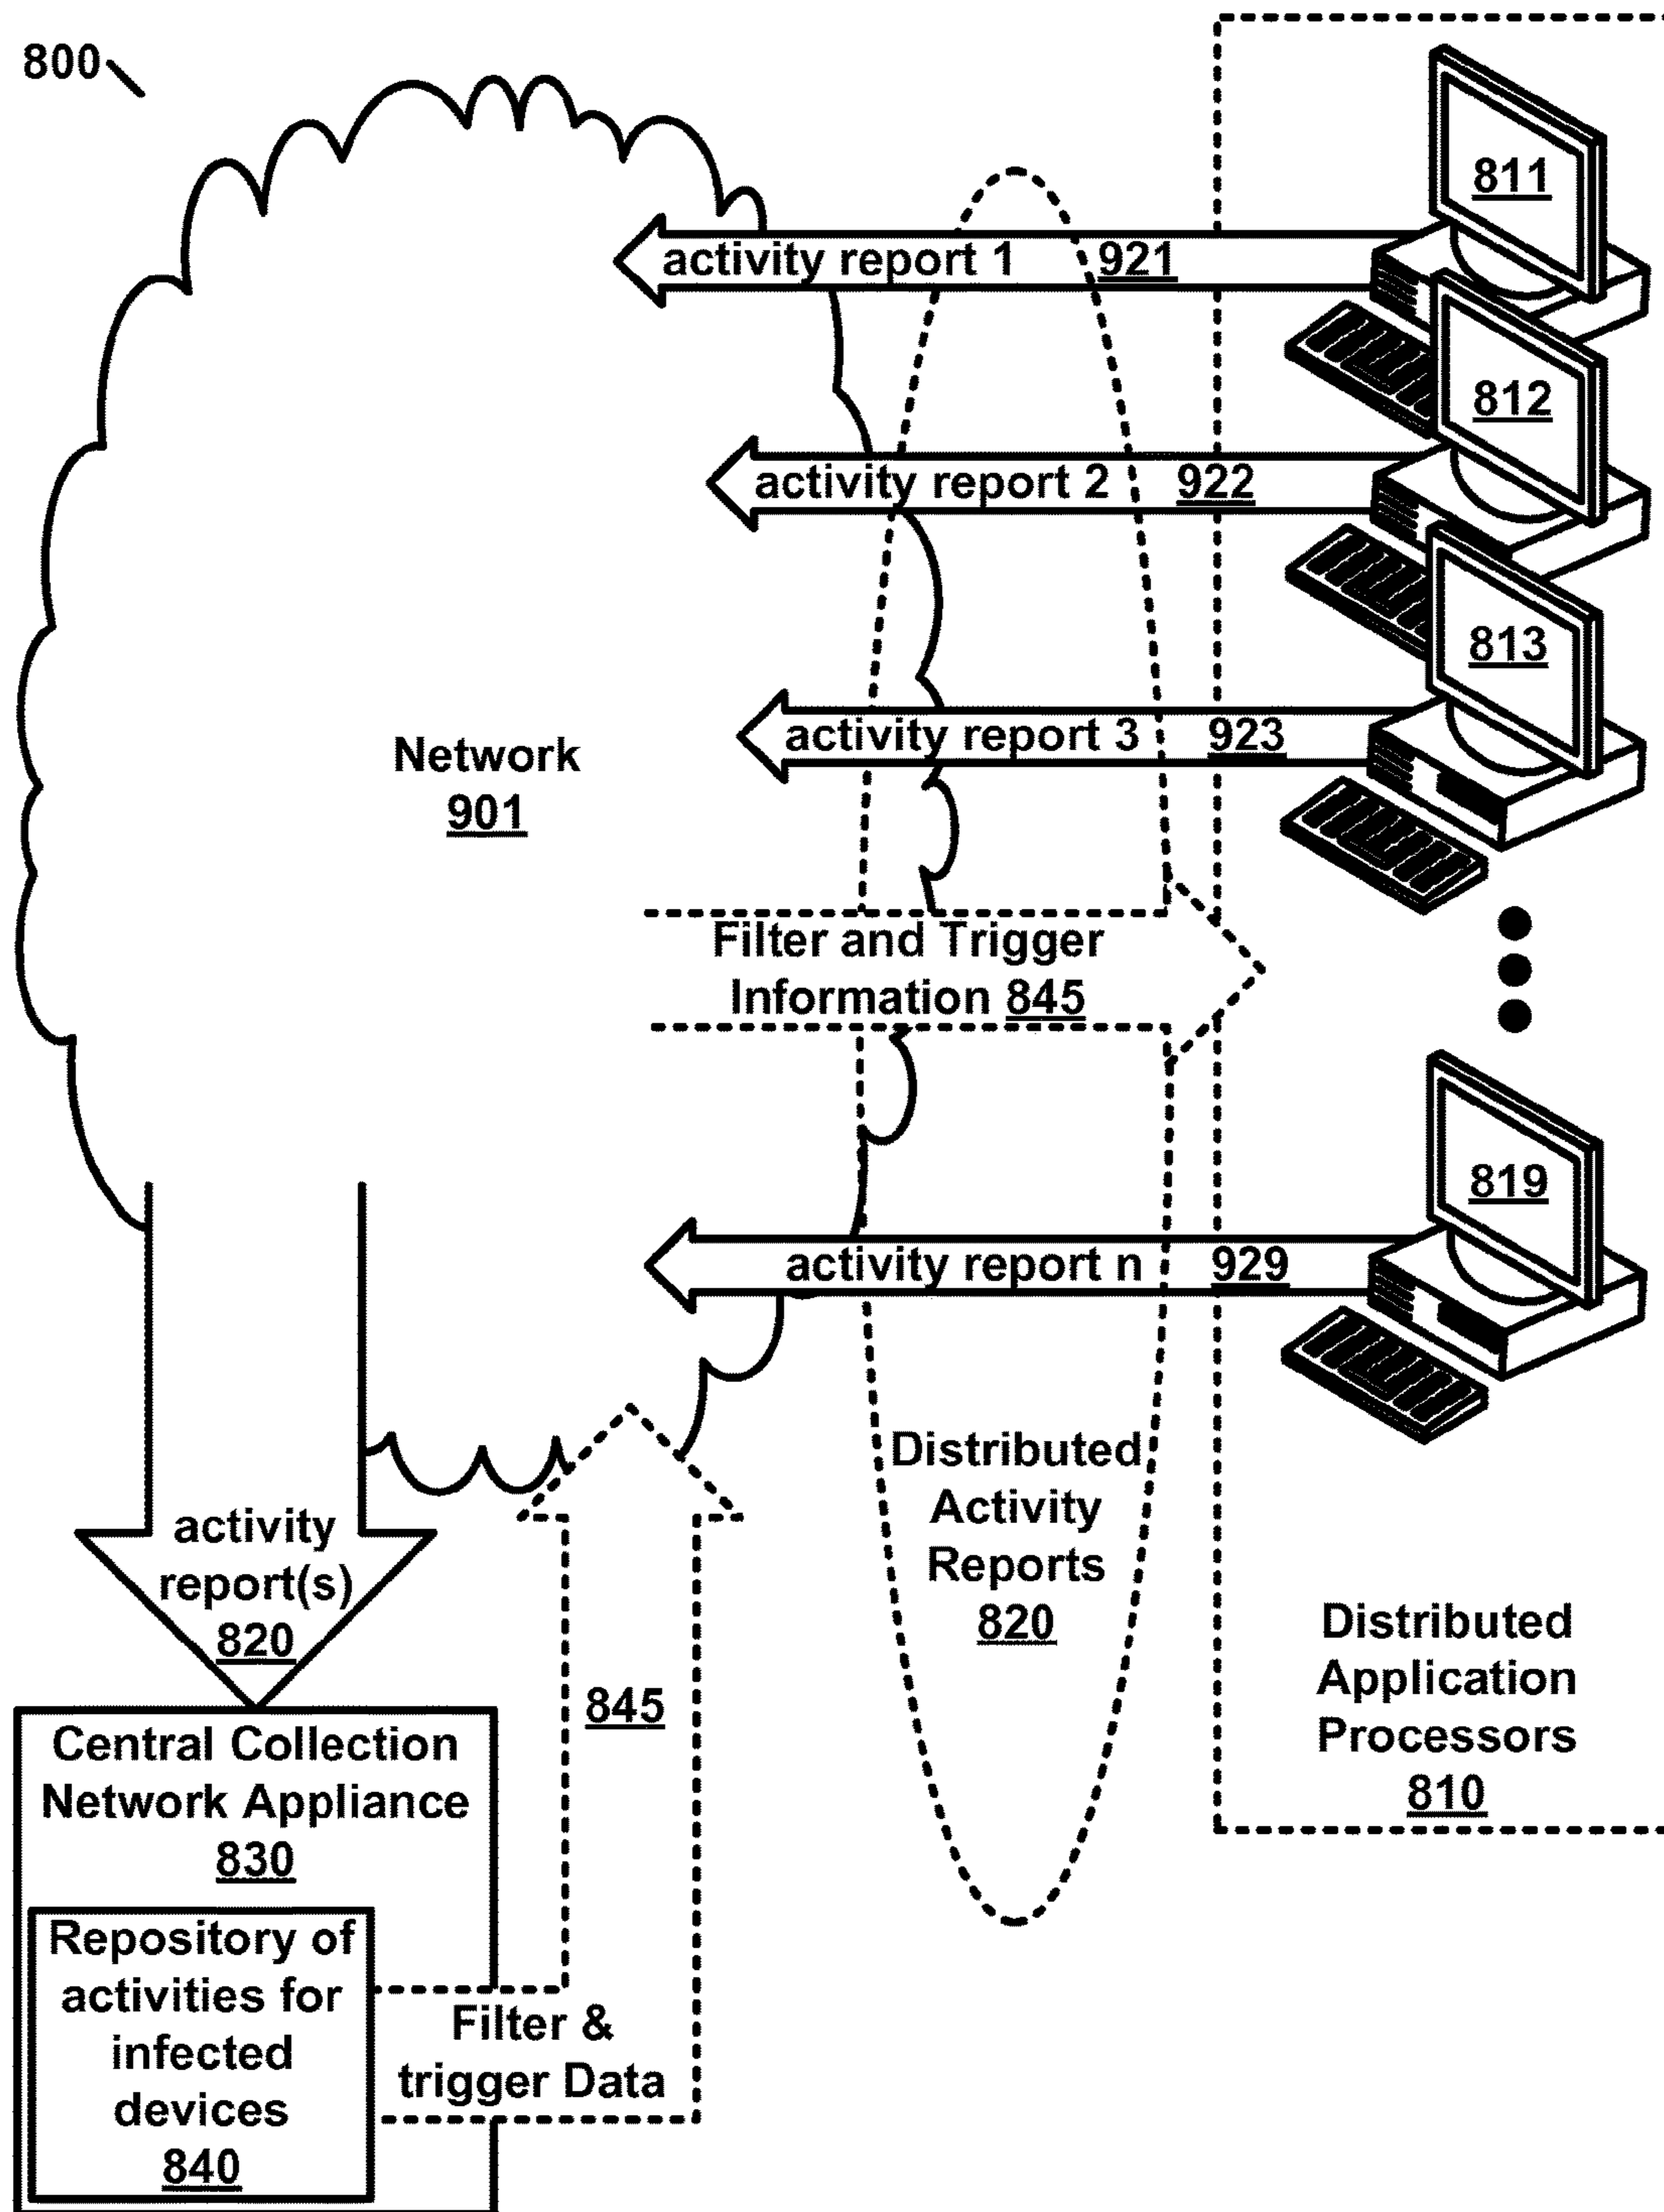 800
811
activity report 1 921
812
activity report 2 922
813
activity report 3 923
Network
901
Filter and Trigger
Information 845
819
activity report n 929
Distributed
Activity
Reports
820
activity
report(s)
820
Distributed
Application
Processors
810
845
Central Collection
Network Appliance
830
Repository of
activities for
infected
devices
840
Filter &
trigger Data